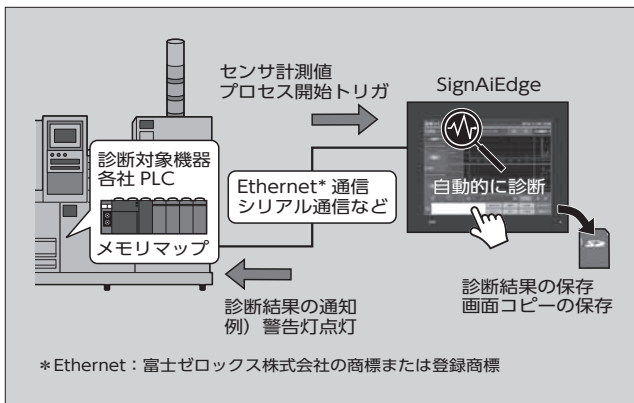 センサ計測値
プロセス開始トリガ
SignAiEdge
診断対象機器
各社 PLC
メモリマップ
Ethernet* 通信
シリアル通信など
自動的に診断
診断結果の保存
画面コピーの保存
診断結果の通知
例）警告灯点灯
＊Ethernet：富士ゼロックス株式会社の商標または登録商標